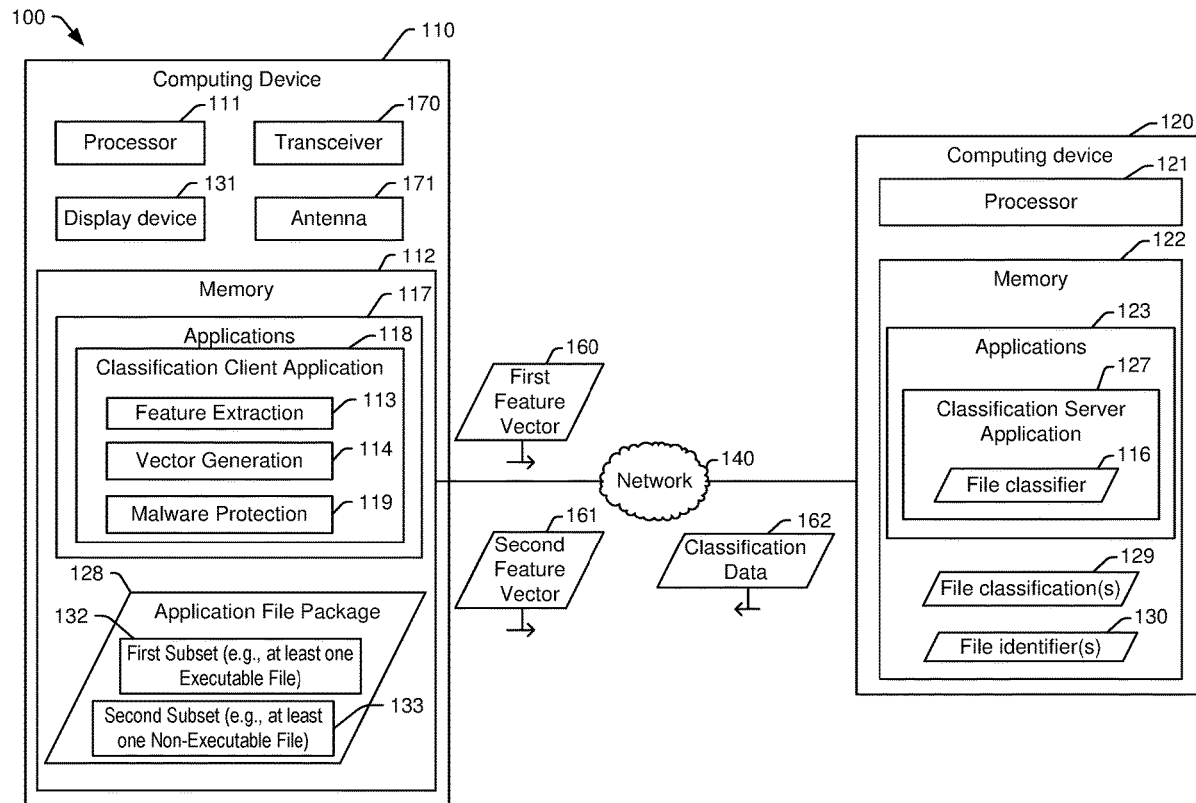 100
110
Computing Device
111
170
Processor
Transceiver
131
171
Display device
Antenna
112
Memory
117
Applications
118
Classification Client Application
Feature Extraction
113
Vector Generation
114
Malware Protection
119
128
Application File Package
132
First Subset (e.g., at least one
Executable File)
Second Subset (e.g., at least
one Non-Executable File)
133
160
First
Feature
Vector
140
Network
161
Second
Feature
Vector
162
Classification
Data
120
Computing device
121
Processor
122
Memory
123
Applications
127
Classification Server
Application
116
File classifier
129
File classification(s)
130
File identifier(s)